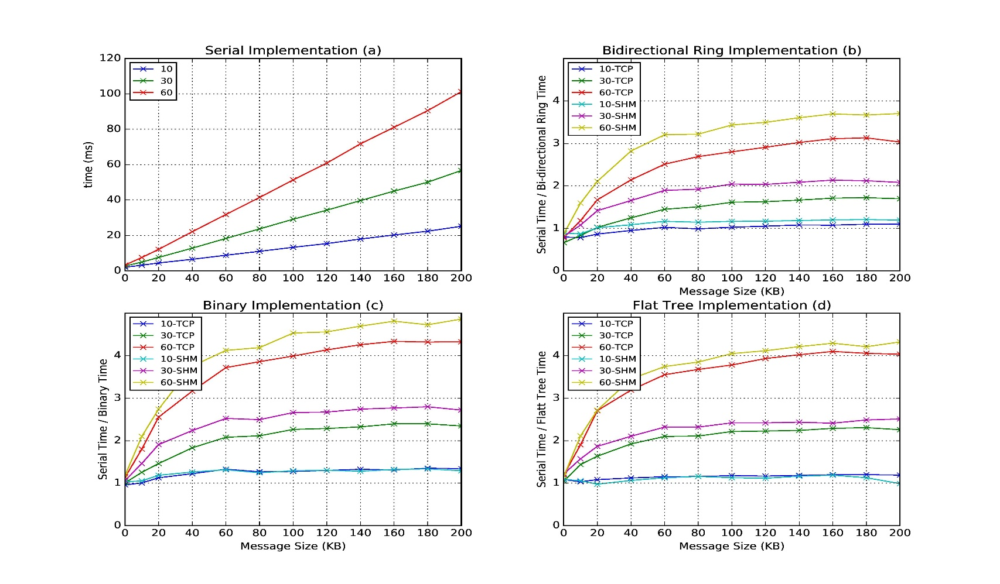 Serial Implementation (a)
120
100
80
60
40
20
0
time (ms)
10
30
60
0 20 40 60 80 100 120 140 160 180 200
Bidirectional Ring Implementation (b)
4
3
2
1
0
Serial Time / Bi-directional Ring Time
10-TCP
30-TCP
60-TCP
10-SHM
30-SHM
60-SHM
0 20 40 60 80 100 120 140 160 180 200
Message Size (KB)
Binary Implementation (c)
4
3
2
1
0
Serial Time / Binary Time
10-TCP
30-TCP
60-TCP
10-SHM
30-SHM
60-SHM
0 20 40 60 80 100 120 140 160 180 200
Message Size (KB)
Flat Tree Implementation (d)
4
3
2
1
0
Serial Time / Flatt Tree Time
10-TCP
30-TCP
60-TCP
10-SHM
30-SHM
60-SHM
0 20 40 60 80 100 120 140 160 180 200
Message Size (KB)